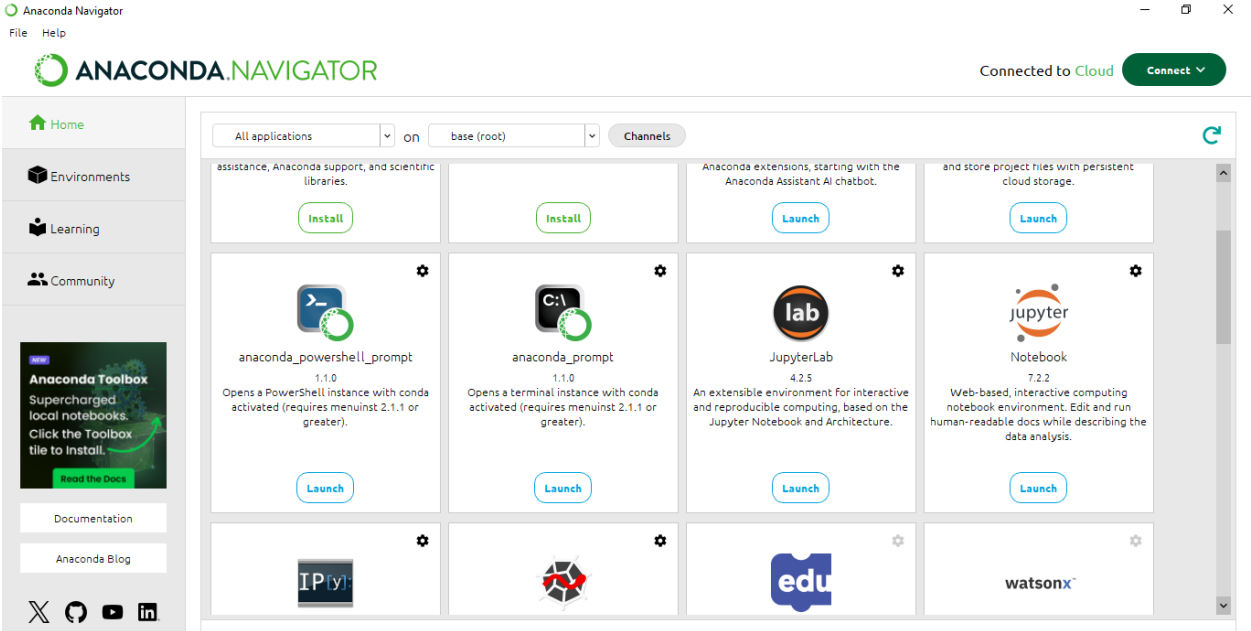 Anaconda Navigator
File Help
ANACONDA.NAVIGATOR
Connected to Cloud
Connect
Home
Environments
Learning
Community
NEW
Anaconda Toolbox
Supercharged
local notebooks.
Click the Toolbox
tile to Install.
Read the Docs
Documentation
Anaconda Blog
All applications on base (root) Channels
assistance, Anaconda support, and scientific
libraries.
Install
Install
Anaconda extensions, starting with the
Anaconda Assistant AI chatbot.
Launch
and store project files with persistent
cloud storage.
Launch
anaconda_powershell_prompt
1.1.0
Opens a PowerShell instance with conda
activated (requires menuinst 2.1.1 or
greater).
Launch
C:\
anaconda_prompt
1.1.0
Opens a terminal instance with conda
activated (requires menuinst 2.1.1 or
greater).
Launch
lab
JupyterLab
4.2.5
An extensible environment for interactive
and reproducible computing, based on the
Jupyter Notebook and Architecture.
Launch
jupyter
Notebook
7.2.2
Web-based, interactive computing
notebook environment. Edit and run
human-readable docs while describing the
data analysis.
Launch
IP[y]:
edu
watsonx
in